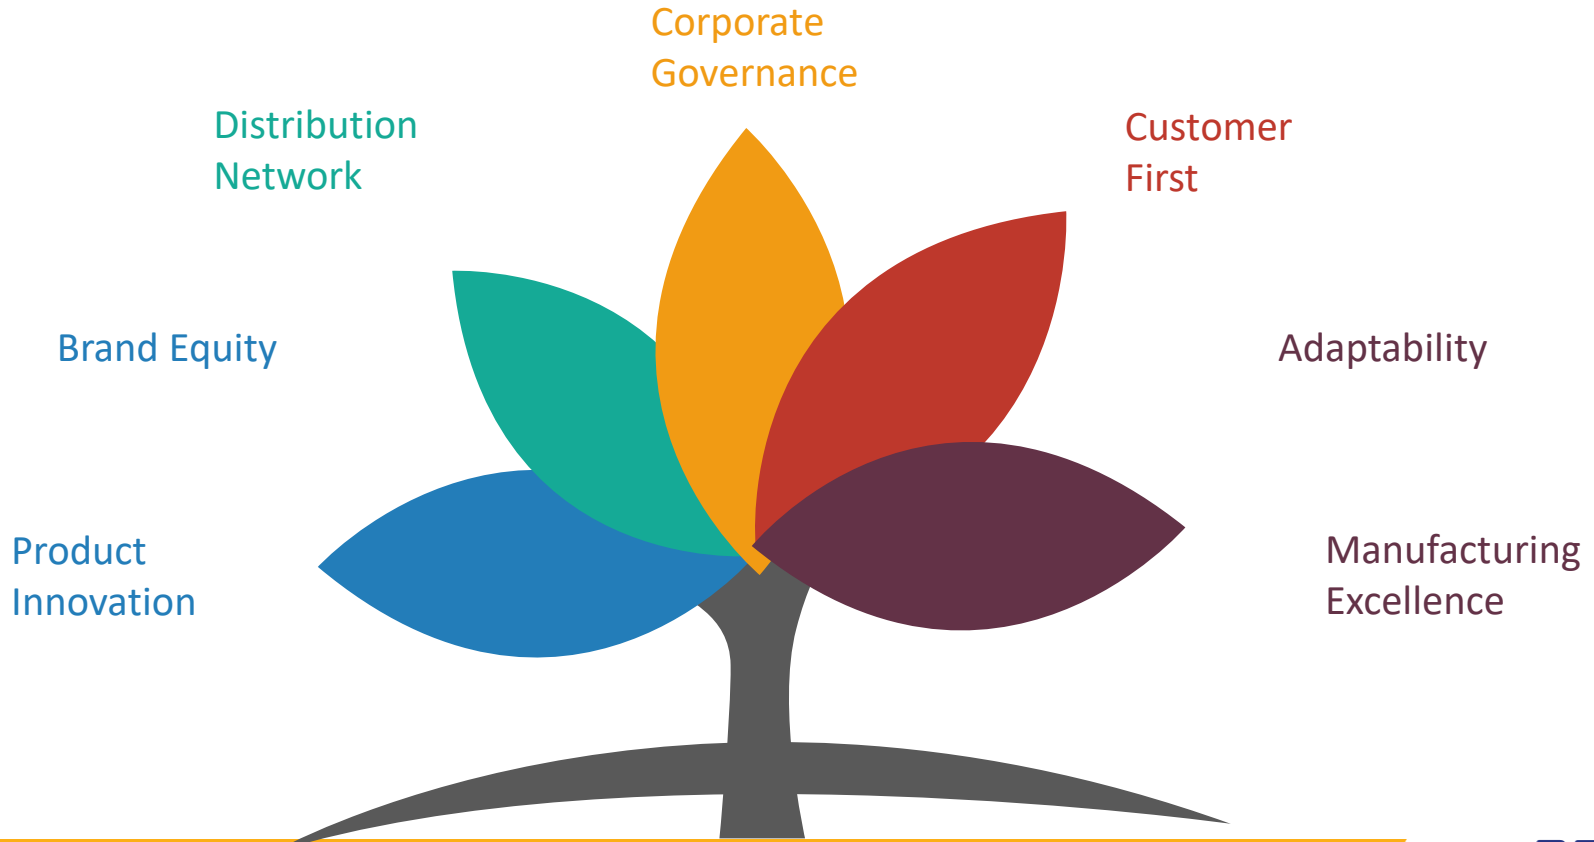 Corporate
Governance
Distribution
Network
Customer
First
Brand Equity
Adaptability
Product
Innovation
Manufacturing
Excellence